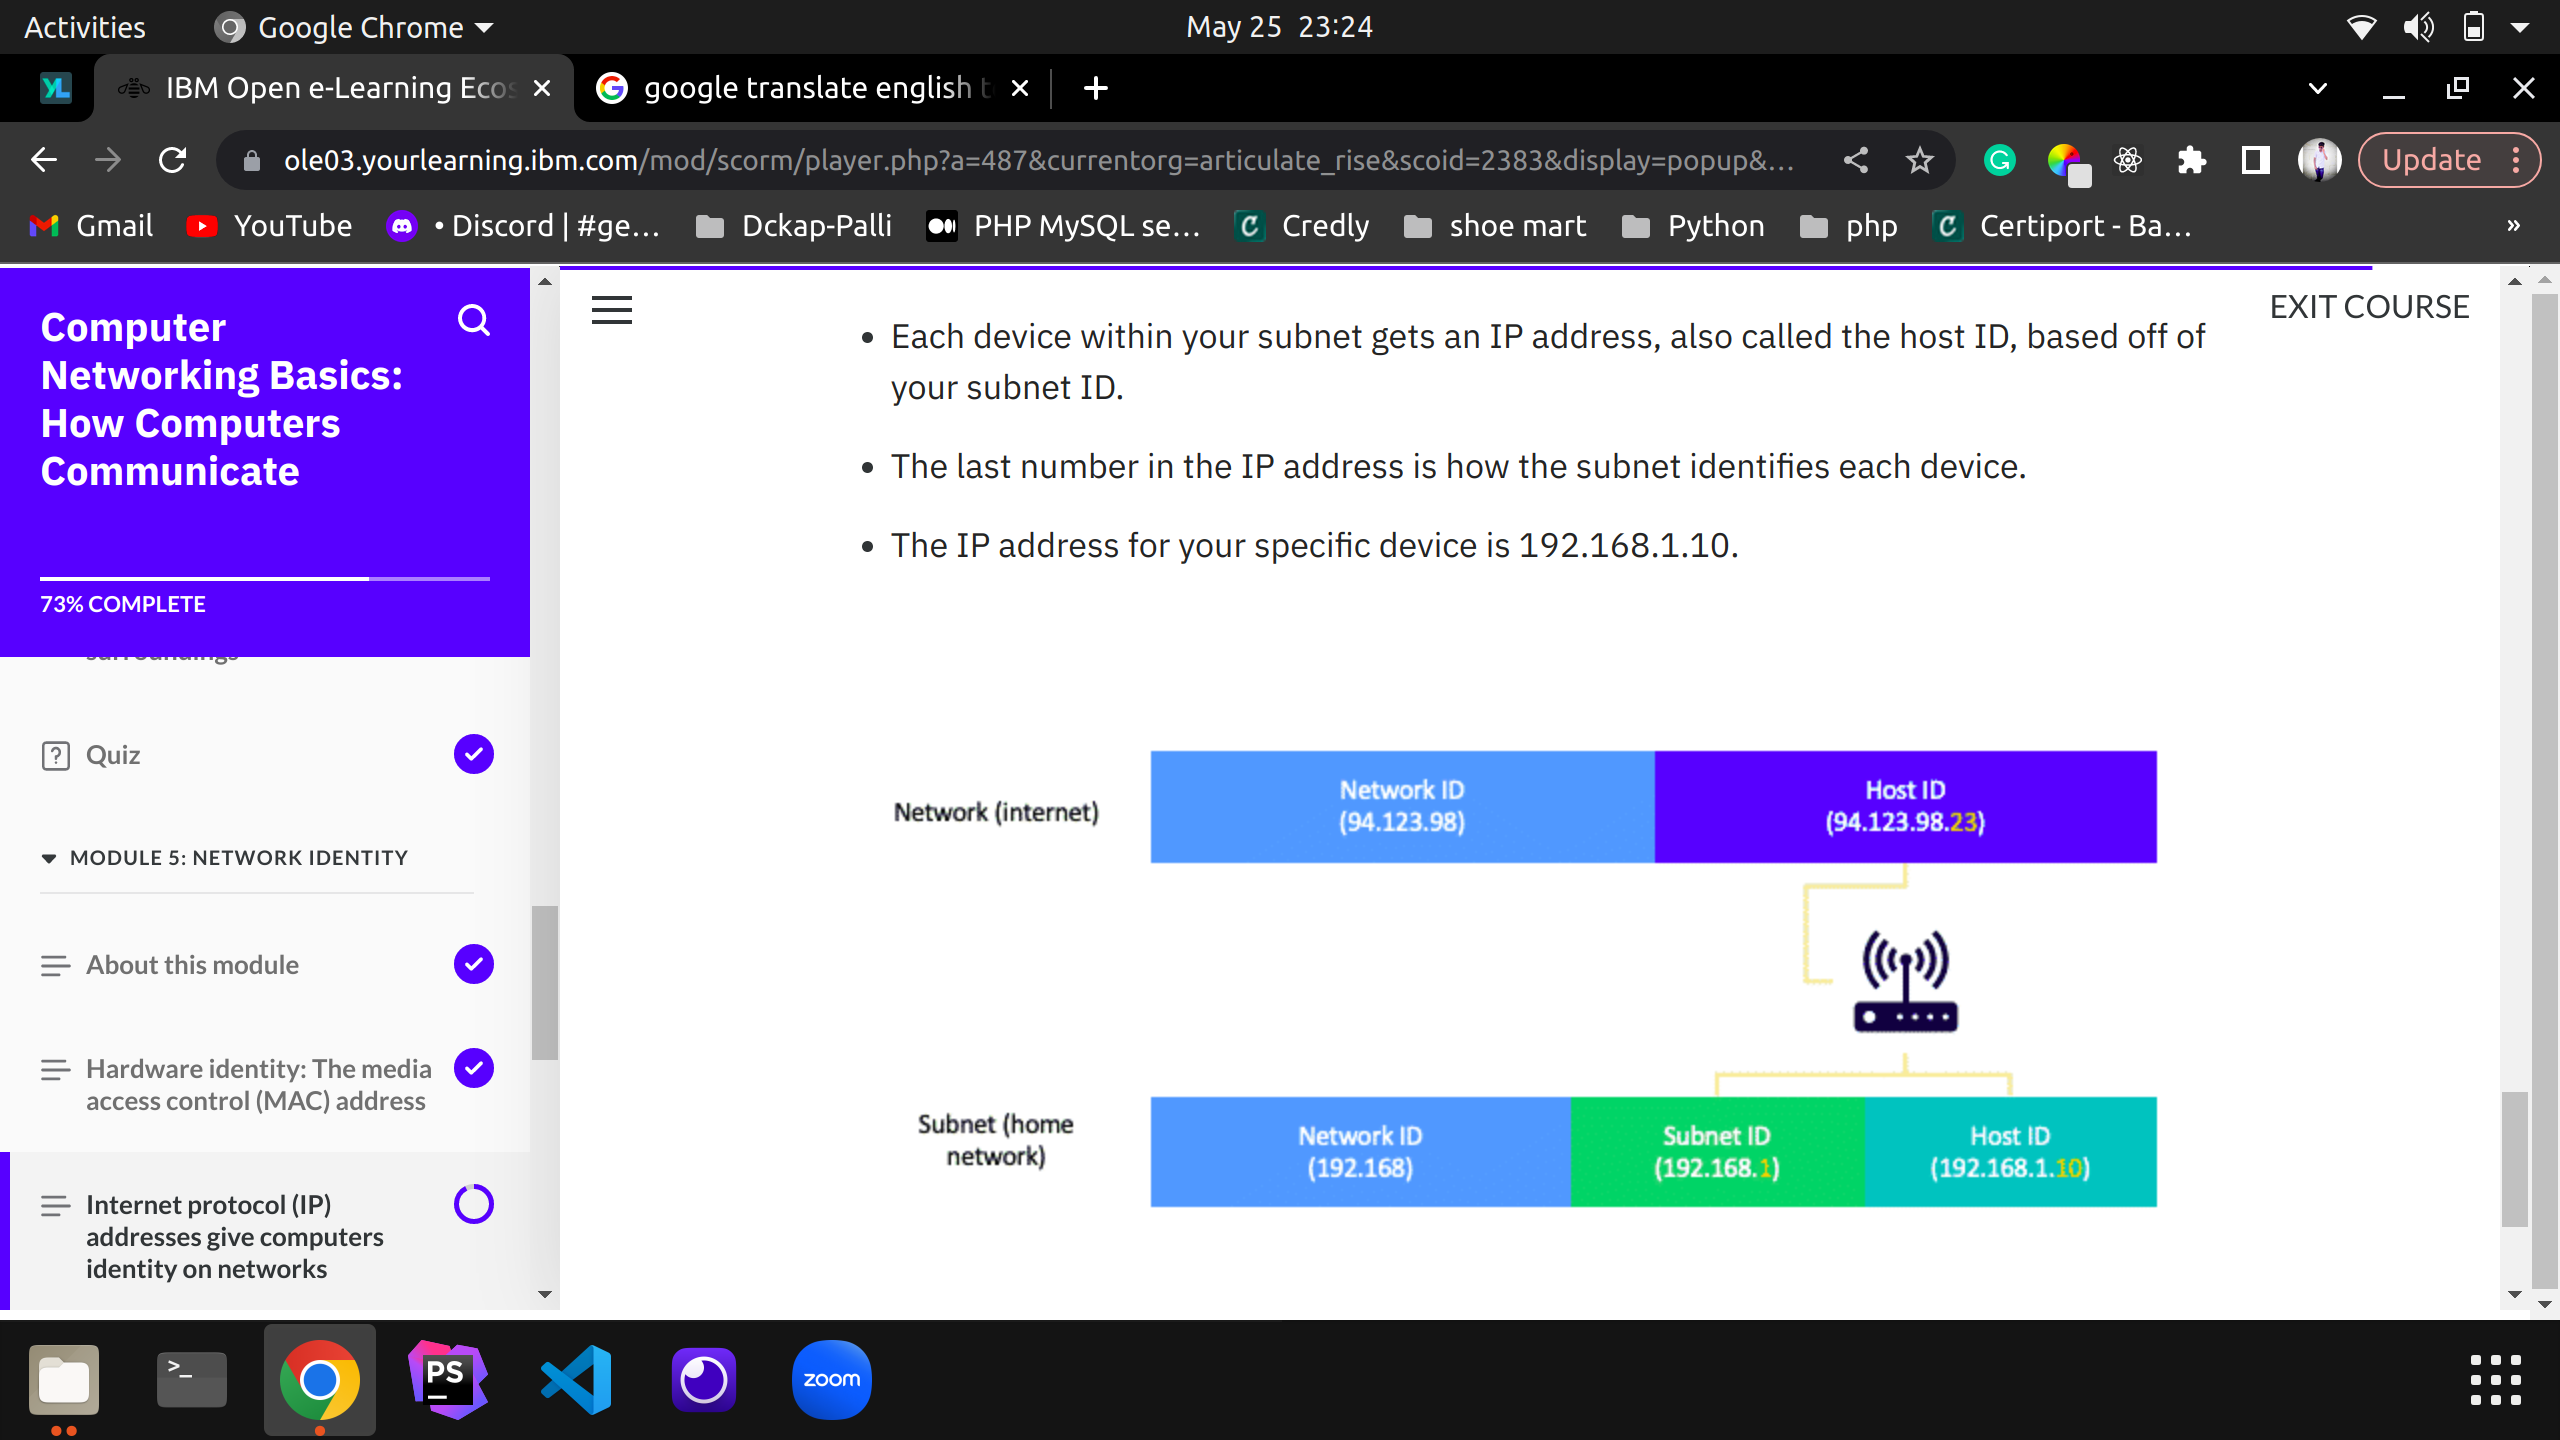 Activities
Google Chrome
May 25 23:24
IBM Open e-Learning Ecos
google translate english t
ole03.yourlearning.ibm.com/mod/scorm/player.php?a=487&currentorg=articulate_rise&scoid=2383&display=popup&...
Update
Gmail
YouTube
• Discord | #ge...
Dckap-Palli
PHP MySQL se...
Credly
shoe mart
Python
php
Certiport - Ba...
»
Computer
Networking Basics:
How Computers
Communicate
73% COMPLETE
surroundings
Quiz
MODULE 5: NETWORK IDENTITY
About this module
Hardware identity: The media
access control (MAC) address
Internet protocol (IP)
addresses give computers
identity on networks
EXIT COURSE
• Each device within your subnet gets an IP address, also called the host ID, based off of
your subnet ID.
• The last number in the IP address is how the subnet identifies each device.
• The IP address for your specific device is 192.168.1.10.
Network (internet)
Network ID
(94.123.98)
Host ID
(94.123.98.23)
Subnet (home
network)
Network ID
(192.168)
Subnet ID
(192.168.1)
Host ID
(192.168.1.10)
PS
zoom